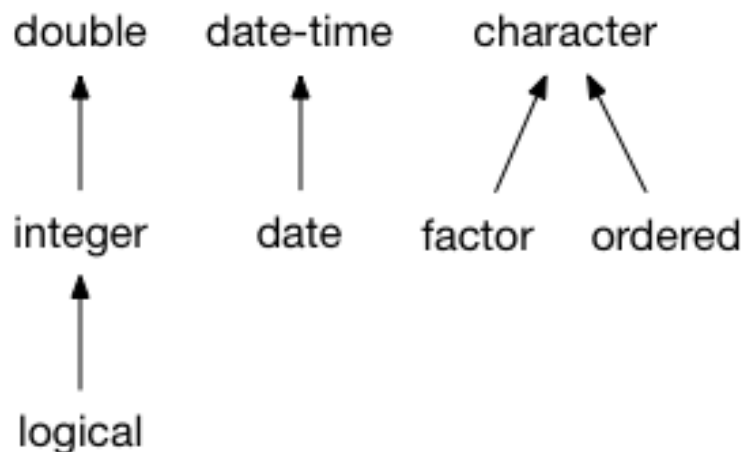 double date-time character
integer date factor ordered
logical